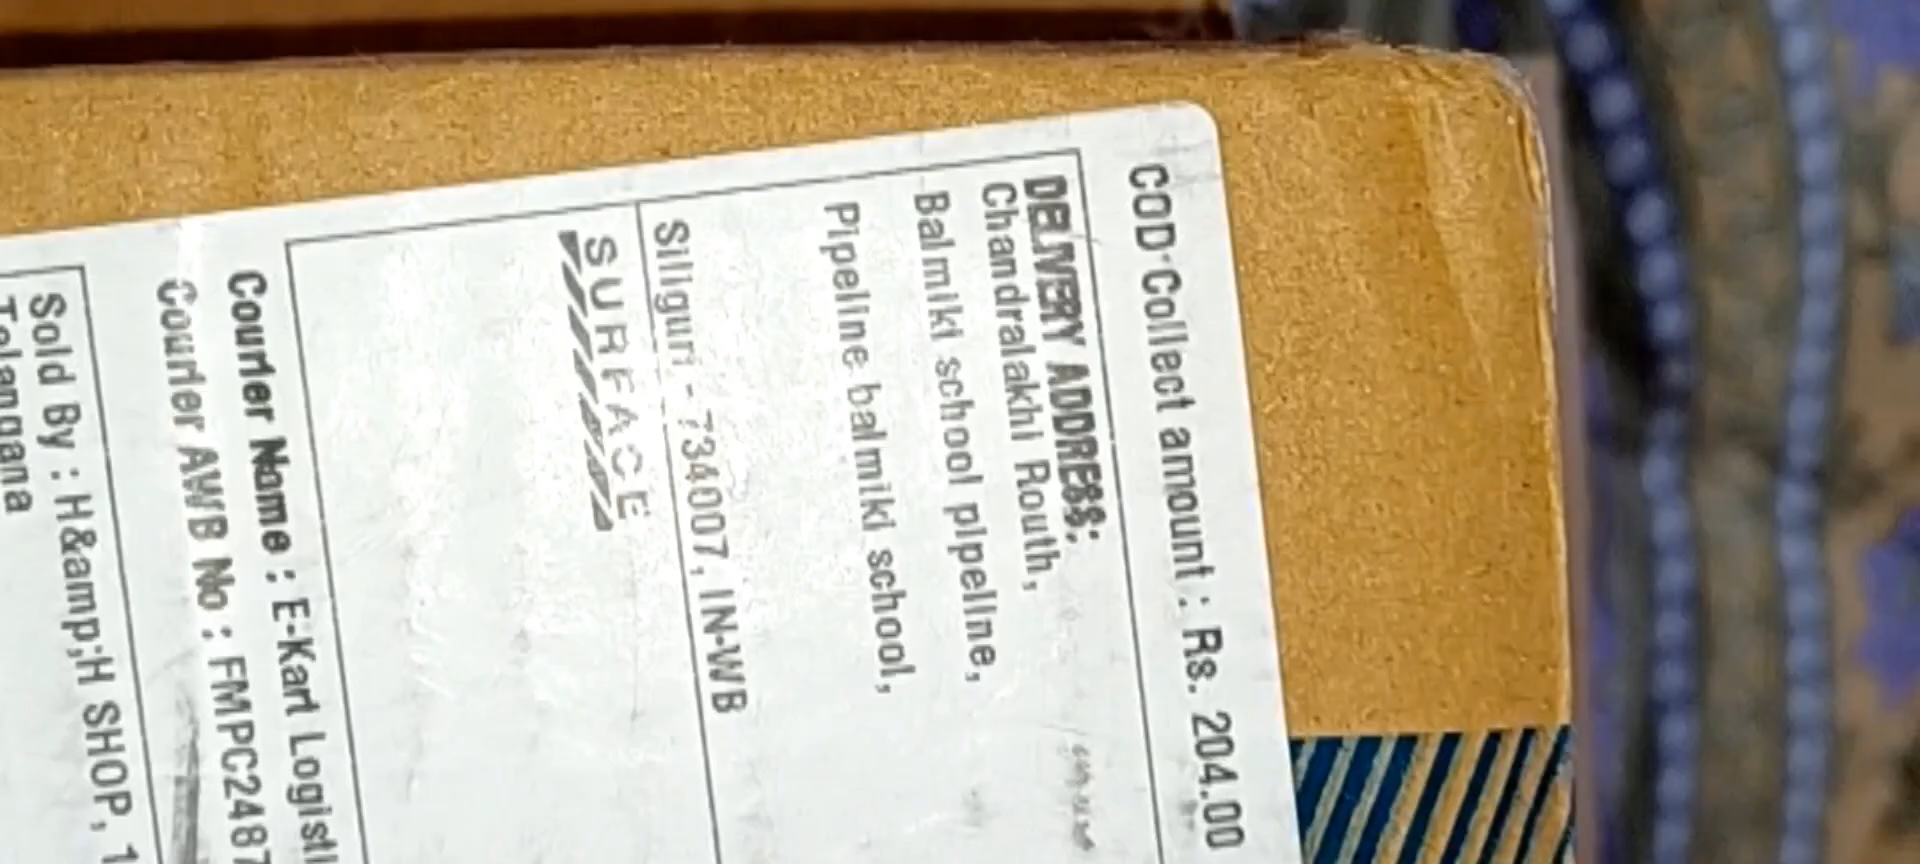 COD Collect amount : Rs. 204.00
DELIVERY ADDRESS:
Chandralakhi Routh,
Balmiki school pipeline,
Pipeline balmiki school,
Siliguri - 734007, IN-WB
SURFACE
Courier Name : E-Kart Logisti
Courier AWB No : FMPC2487
Sold By : H&amp;H SHOP, 1
Telangana